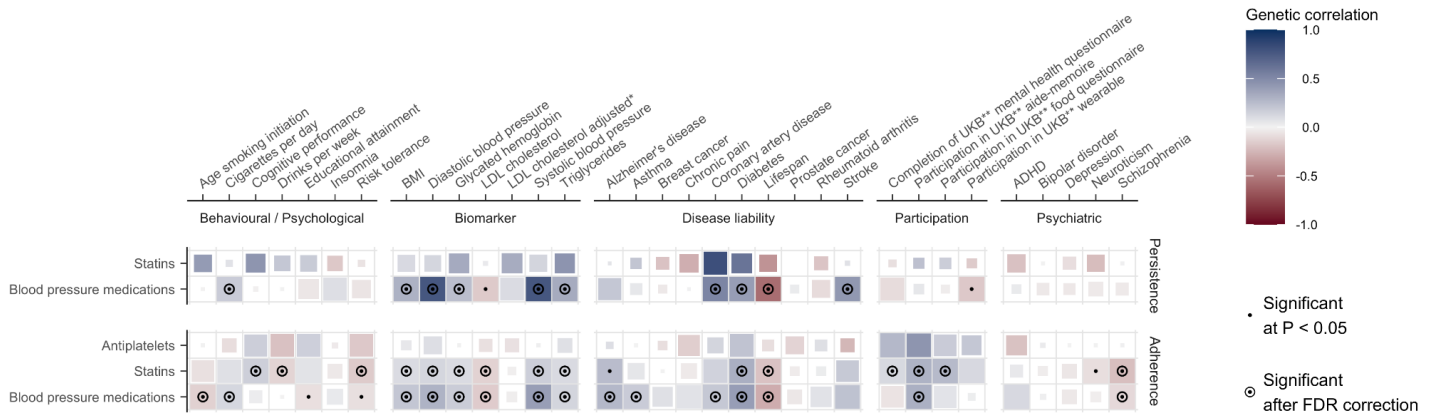 Genetic correlation
1.0
0.5
0.0
-0.5
-1.0
Age smoking initiation
Cigarettes per day
Cognitive performance
Drinks per week
Educational attainment
Insomnia
Risk tolerance
BMI
Diastolic blood pressure
Glycated hemoglobin
LDL cholesterol
LDL cholesterol adjusted*
Systolic blood pressure
Triglycerides
Alzheimer's disease
Asthma
Breast cancer
Chronic pain
Coronary artery disease
Diabetes
Lifespan
Prostate cancer
Rheumatoid arthritis
Stroke
Completion of UKB** mental health questionnaire
Participation in UKB** aide-memoire
Participation in UKB** food questionnaire
Participation in UKB** wearable
ADHD
Bipolar disorder
Depression
Neuroticism
Schizophrenia
Behavioural / Psychological
Biomarker
Disease liability
Participation
Psychiatric
Statins
Blood pressure medications
Persistence
Antiplatelets
Statins
Blood pressure medications
Adherence
Significant
at P < 0.05
Significant
after FDR correction